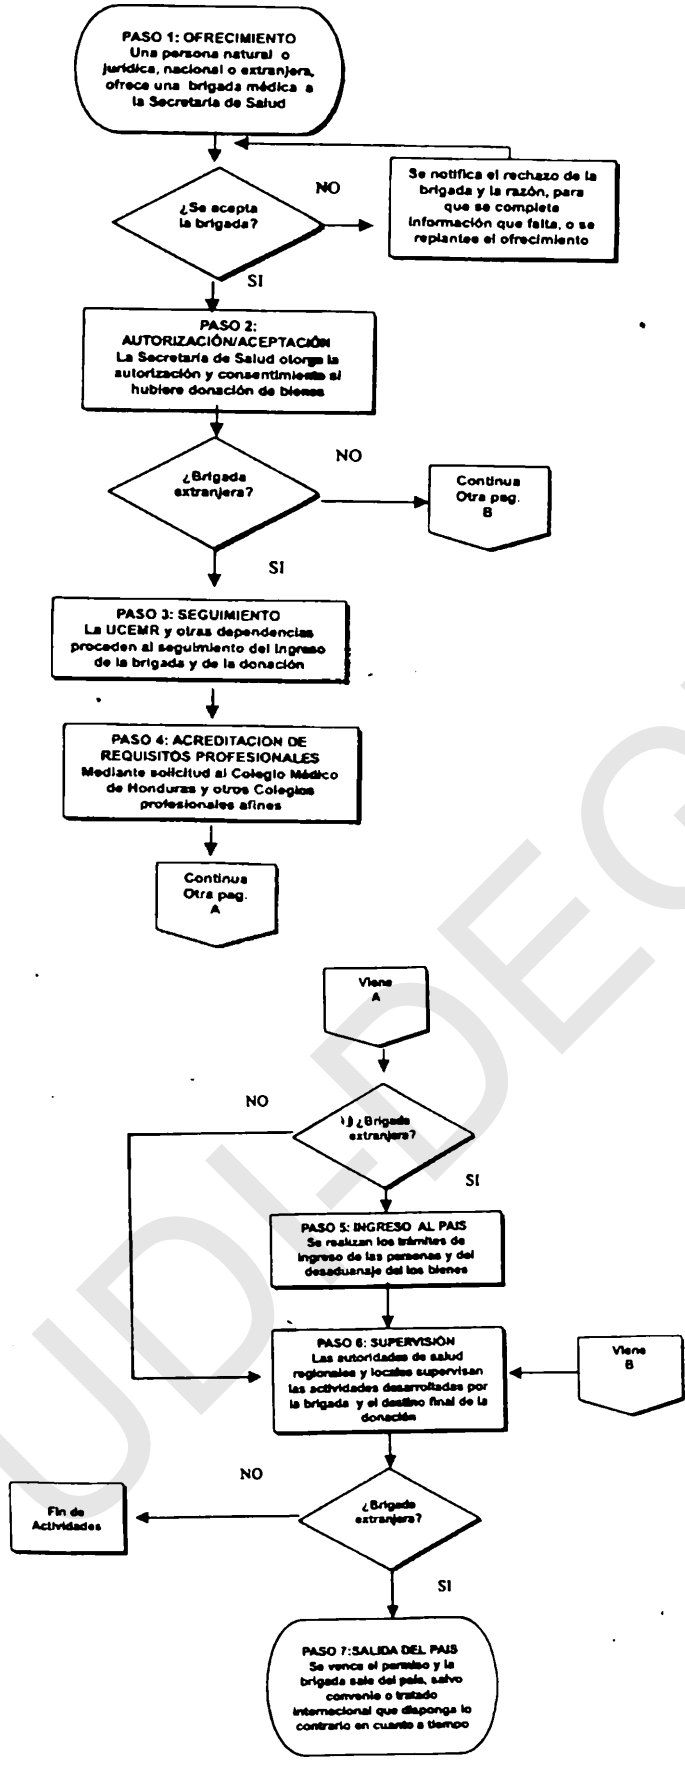 PASO 1: OFRECIMIENTO
Una persona natural o
jurídica, nacional o extranjera,
ofrece una brigada médica a
la Secretaría de Salud
¿Se acepta
la brigada?
NO
Se notifica el rechazo de la
brigada y la razón, para
que se complete
información que falta, o se
replantee el ofrecimiento
SI
PASO 2:
AUTORIZACIÓN/ACEPTACIÓN
La Secretaría de Salud otorga la
autorización y consentimiento si
hubiere donación de bienes
¿Brigada
extranjera?
NO
Continua
Otra pag.
B
SI
PASO 3: SEGUIMIENTO
La UCEMR y otras dependencias
proceden al seguimiento del ingreso
de la brigada y de la donación
PASO 4: ACREDITACION DE
REQUISITOS PROFESIONALES
Mediante solicitud al Colegio Médico
de Honduras y otros Colegios
profesionales afines
Continua
Otra pag.
A
Viene
A
NO
¿Brigada
extranjera?
SI
PASO 5: INGRESO AL PAIS
Se realizan los trámites de
ingreso de las personas y del
desaduanaje del los bienes
PASO 6: SUPERVISIÓN
Las autoridades de salud
regionales y locales supervisan
las actividades desarrolladas por
la brigada y el destino final de la
donación
Viene
B
NO
¿Brigada
extranjera?
Fin de
Actividades
SI
PASO 7:SALIDA DEL PAIS
Se vence el permiso y la
brigada sale del país, salvo
convenio o tratado
internacional que disponga lo
contrario en cuanto a tiempo
UDI-DEG